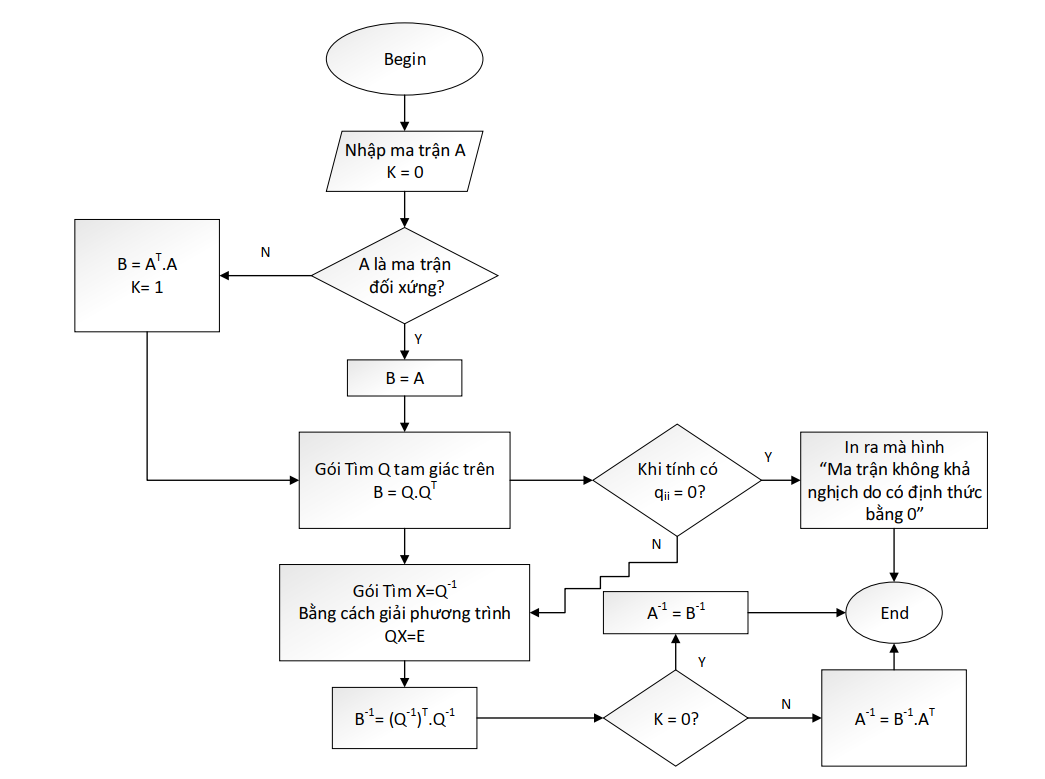 Begin
Nhập ma trận A
K = 0
A là ma trận
đối xứng?
N
B = Aᵀ.A
K= 1
Y
B = A
Gói Tìm Q tam giác trên
B = Q.Qᵀ
Khi tính có
qᵢᵢ = 0?
Y
In ra mà hình
“Ma trận không khả
nghịch do có định thức
bằng 0”
N
Gói Tìm X=Q⁻¹
Bằng cách giải phương trình
QX=E
A⁻¹ = B⁻¹
End
Y
B⁻¹= (Q⁻¹)ᵀ.Q⁻¹
K = 0?
N
A⁻¹ = B⁻¹.Aᵀ